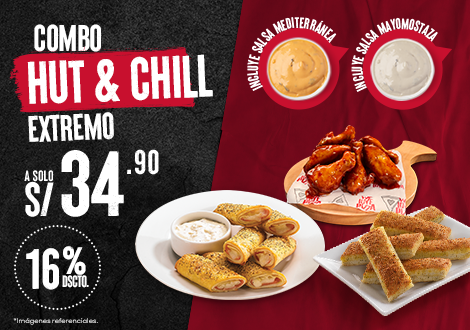 COMBO
HUT & CHILL
EXTREMO
A SOLO
S/34.90
16% DSCTO.
*Imágenes referenciales.
INCLUYE SALSA MEDITERRÁNEA
INCLUYE SALSA MAYOMOSTAZA